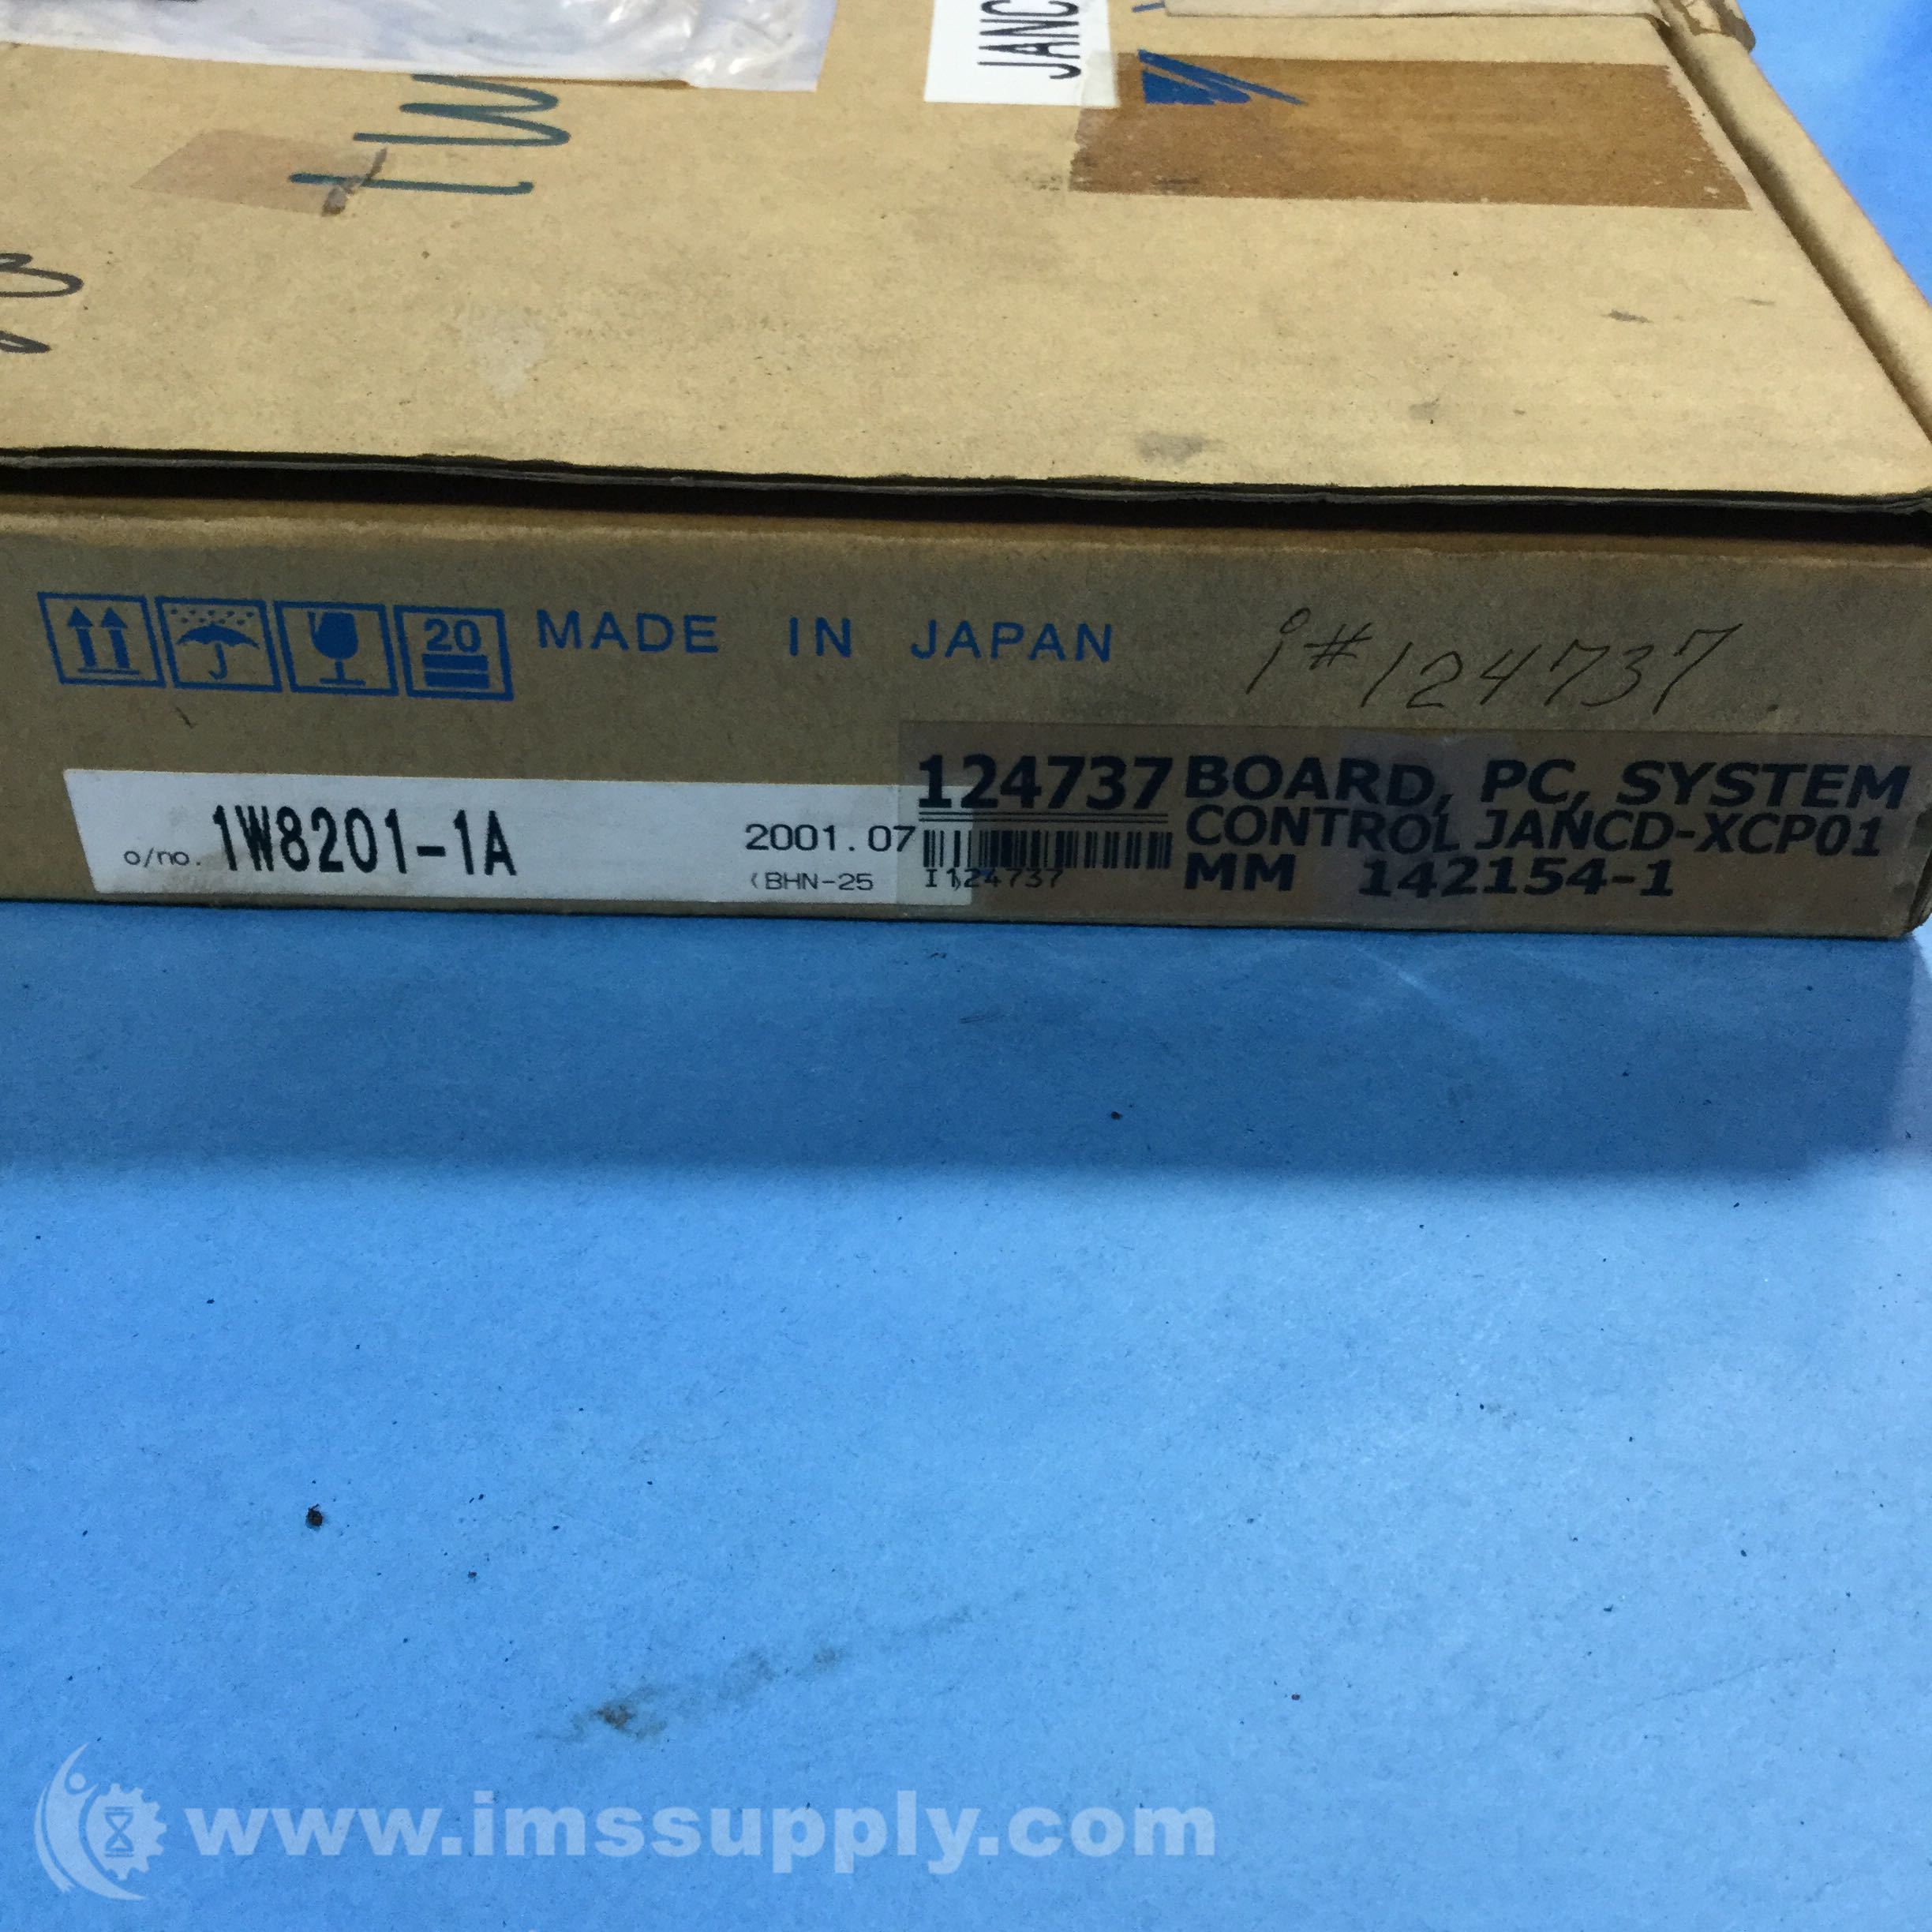 JANC
tw
20
MADE IN JAPAN
i#124737
o/no. 1W8201-1A
2001.07
(BHN-25
124737
I124737
BOARD, PC, SYSTEM
CONTROL JANCD-XCP01
MM 142154-1
www.imssupply.com